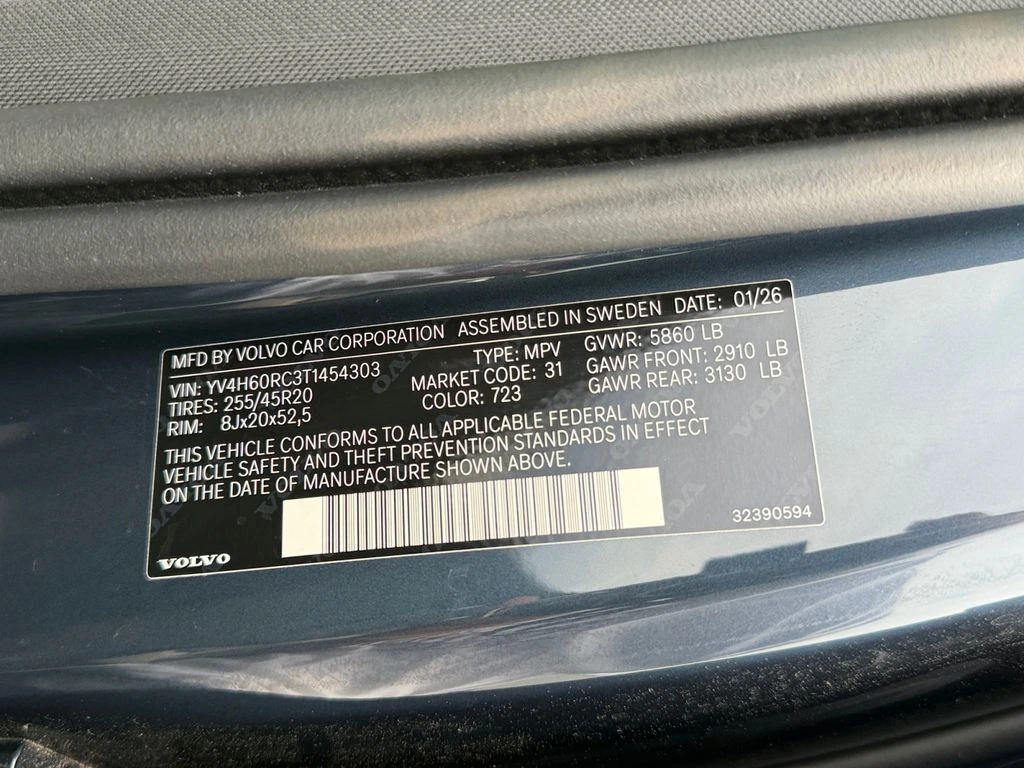 MFD BY VOLVO CAR CORPORATION ASSEMBLED IN SWEDEN DATE: 01/26
VIN: YV4H60RC3T1454303 TYPE: MPV GVWR: 5860 LB
TIRES: 255/45R20 MARKET CODE: 31 GAWR FRONT: 2910 LB
RIM: 8Jx20x52,5 COLOR: 723 GAWR REAR: 3130 LB
THIS VEHICLE CONFORMS TO ALL APPLICABLE FEDERAL MOTOR
VEHICLE SAFETY AND THEFT PREVENTION STANDARDS IN EFFECT
ON THE DATE OF MANUFACTURE SHOWN ABOVE.
32390594
VOLVO